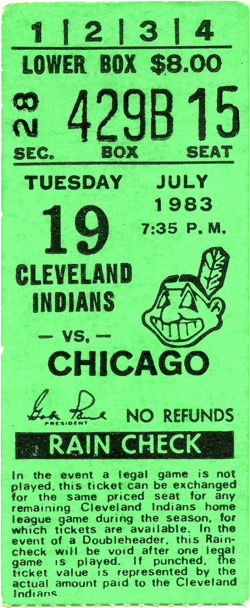 1 | 2 | 3 | 4
LOWER BOX $8.00
28 429B 15
SEC. BOX SEAT
TUESDAY JULY
19 1983
7:35 P. M.
CLEVELAND
INDIANS
— VS. —
CHICAGO
PRESIDENT NO REFUNDS
RAIN CHECK
In the event a legal game is not
played, this ticket can be exchanged
for the same priced seat for any
remaining Cleveland Indians home
league game during the season, for
which tickets are available. In the
event of a Doubleheader, this Rain-
check will be void after one legal
game is played. If punched, the
ticket value is represented by the
actual amount paid to the Cleveland
Indians.